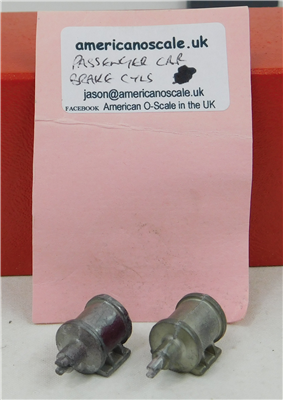 americanoscale.uk
PASSENGER CAR
BRAKE CYLS
jason@americanoscale.uk
FACEBOOK American O-Scale in the UK